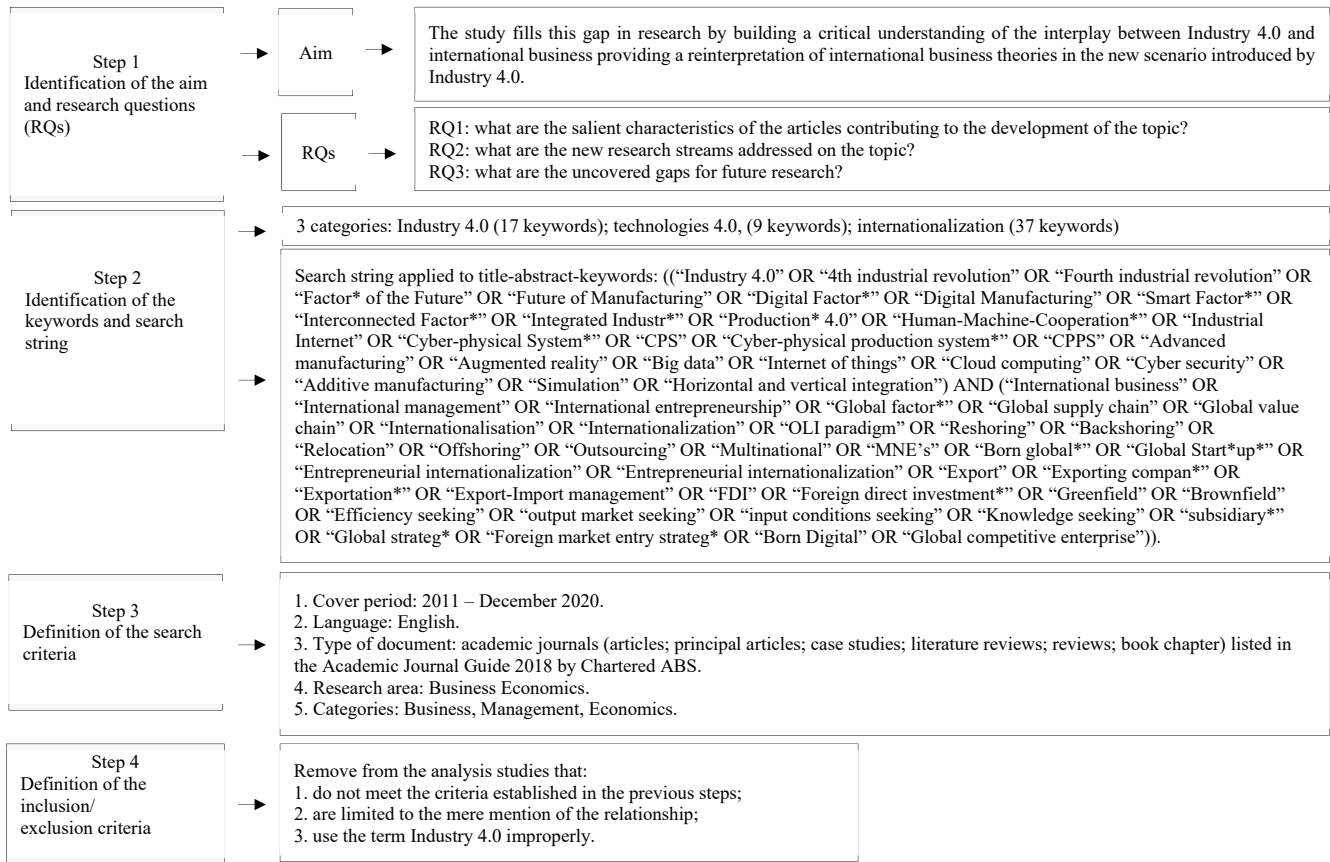 Step 1
Identification of the aim
and research questions
(RQs)
Aim
The study fills this gap in research by building a critical understanding of the interplay between Industry 4.0 and
international business providing a reinterpretation of international business theories in the new scenario introduced by
Industry 4.0.
RQs
RQ1: what are the salient characteristics of the articles contributing to the development of the topic?
RQ2: what are the new research streams addressed on the topic?
RQ3: what are the uncovered gaps for future research?
Step 2
Identification of the
keywords and search
string
3 categories: Industry 4.0 (17 keywords); technologies 4.0, (9 keywords); internationalization (37 keywords)
Search string applied to title-abstract-keywords: ((“Industry 4.0” OR “4th industrial revolution” OR “Fourth industrial revolution” OR
“Factor* of the Future” OR “Future of Manufacturing” OR “Digital Factor*” OR “Digital Manufacturing” OR “Smart Factor*” OR
“Interconnected Factor*” OR “Integrated Industr*” OR “Production* 4.0” OR “Human-Machine-Cooperation*” OR “Industrial
Internet” OR “Cyber-physical System*” OR “CPS” OR “Cyber-physical production system*” OR “CPPS” OR “Advanced
manufacturing” OR “Augmented reality” OR “Big data” OR “Internet of things” OR “Cloud computing” OR “Cyber security” OR
“Additive manufacturing” OR “Simulation” OR “Horizontal and vertical integration”) AND (“International business” OR
“International management” OR “International entrepreneurship” OR “Global factor*” OR “Global supply chain” OR “Global value
chain” OR “Internationalisation” OR “Internationalization” OR “OLI paradigm” OR “Reshoring” OR “Backshoring” OR
“Relocation” OR “Offshoring” OR “Outsourcing” OR “Multinational” OR “MNE’s” OR “Born global*” OR “Global Start*up*” OR
“Entrepreneurial internationalization” OR “Entrepreneurial internationalization” OR “Export” OR “Exporting compan*” OR
“Exportation*” OR “Export-Import management” OR “FDI” OR “Foreign direct investment*” OR “Greenfield” OR “Brownfield”
OR “Efficiency seeking” OR “output market seeking” OR “input conditions seeking” OR “Knowledge seeking” OR “subsidiary*”
OR “Global strateg* OR “Foreign market entry strateg* OR “Born Digital” OR “Global competitive enterprise”)).
Step 3
Definition of the search
criteria
1. Cover period: 2011 – December 2020.
2. Language: English.
3. Type of document: academic journals (articles; principal articles; case studies; literature reviews; reviews; book chapter) listed in
the Academic Journal Guide 2018 by Chartered ABS.
4. Research area: Business Economics.
5. Categories: Business, Management, Economics.
Step 4
Definition of the
inclusion/
exclusion criteria
Remove from the analysis studies that:
1. do not meet the criteria established in the previous steps;
2. are limited to the mere mention of the relationship;
3. use the term Industry 4.0 improperly.